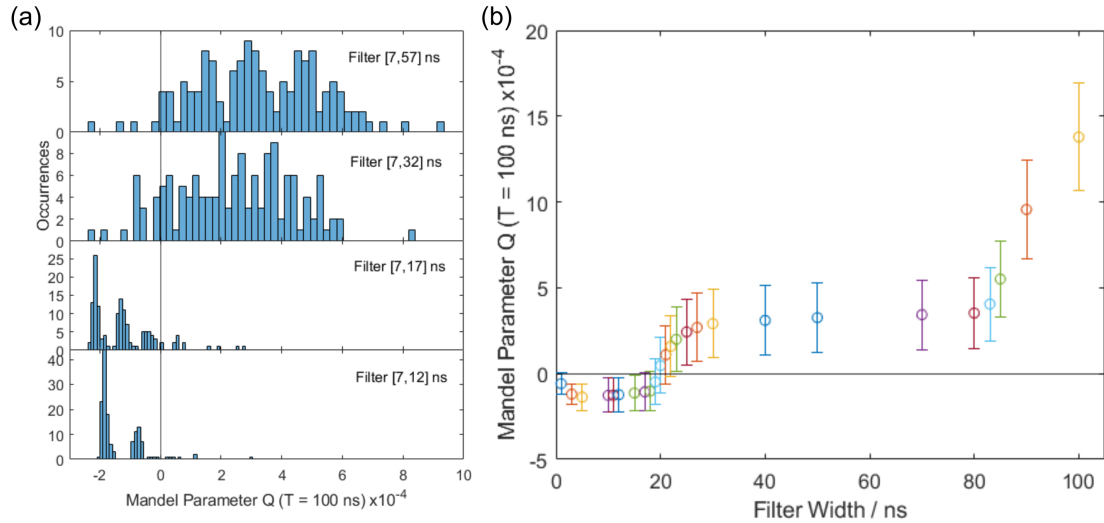 (a)
10
Filter [7,57] ns
5
0
8
Filter [7,32] ns
6
4
2
0
25
Filter [7,17] ns
20
15
10
5
0
40
Filter [7,12] ns
30
20
10
0
Occurrences
-2 0 2 4 6 8 10
Mandel Parameter Q (T = 100 ns) x10-4
(b)
20
15
10
5
0
-5
Mandel Parameter Q (T = 100 ns) x10-4
0 20 40 60 80 100
Filter Width / ns